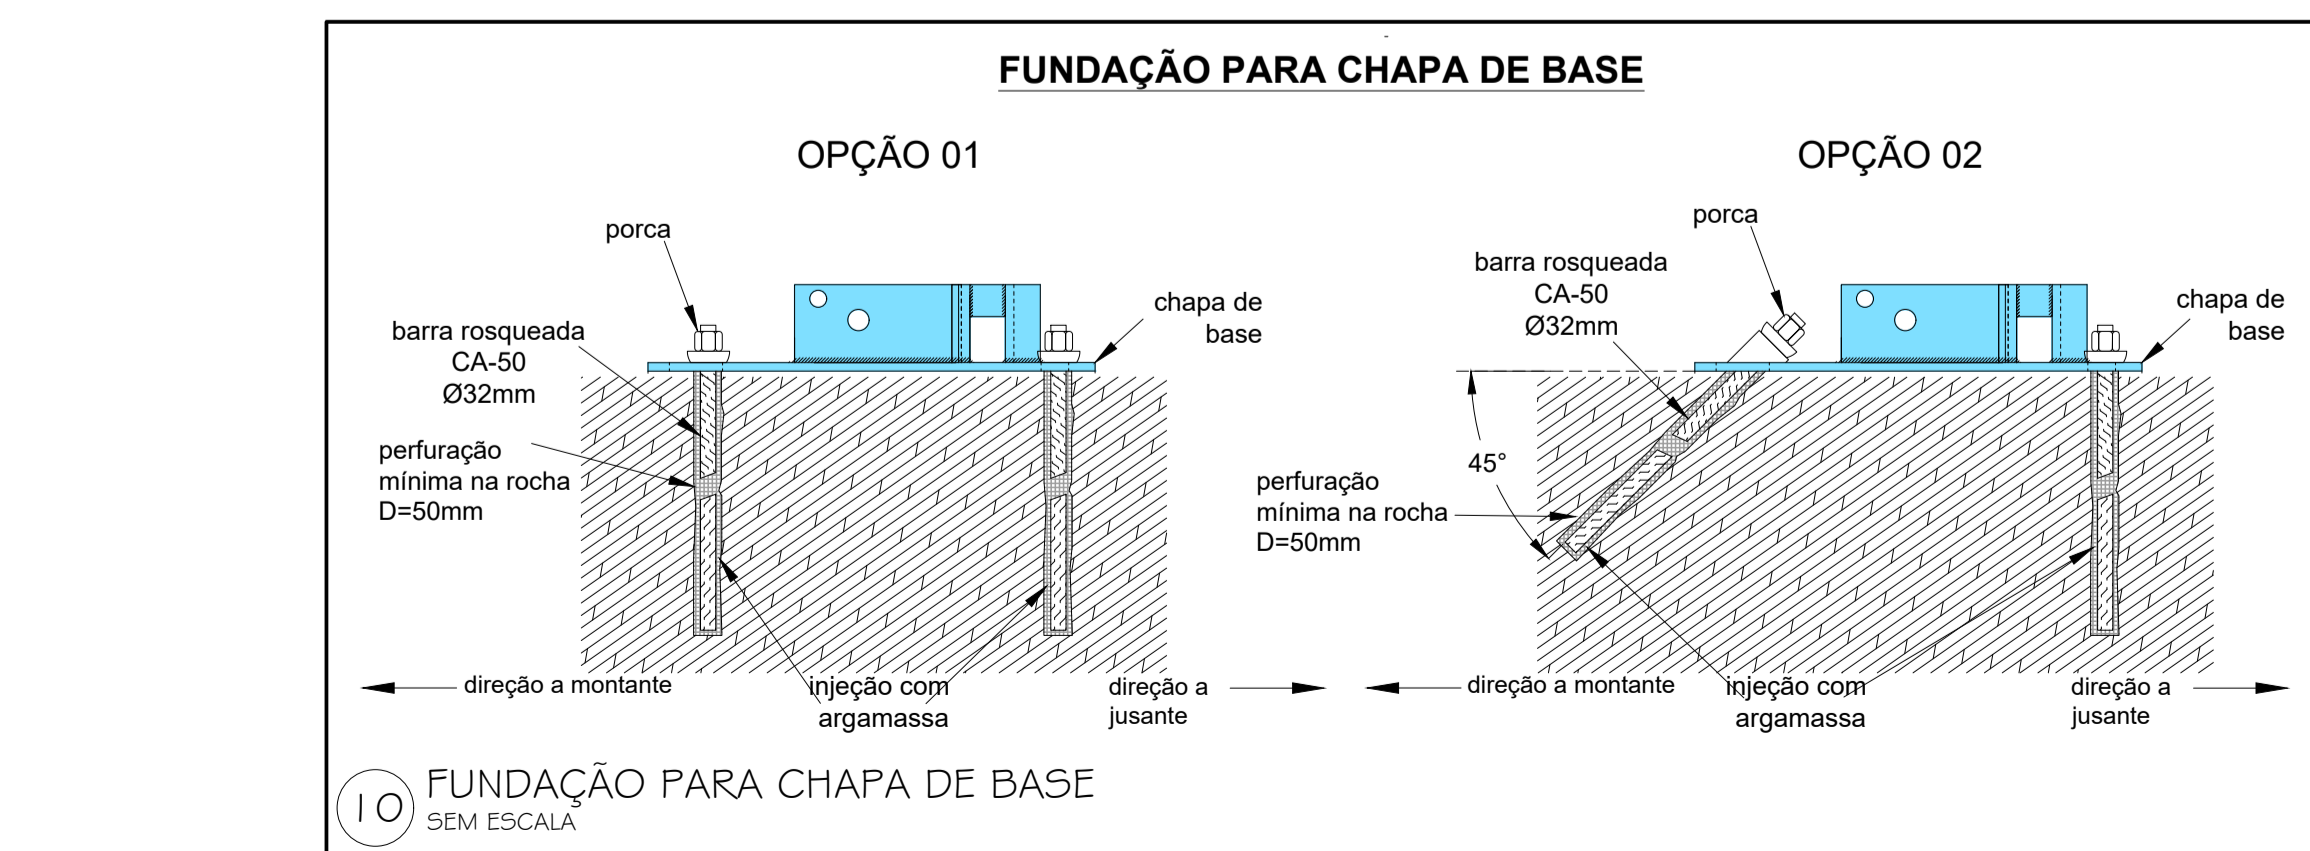 FUNDAÇÃO PARA CHAPA DE BASE
OPÇÃO 01
porca
barra rosqueada
CA-50
Ø32mm
chapa de
base
perfuração
mínima na rocha
D=50mm
direção a montante
injeção com
argamassa
direção a
jusante
OPÇÃO 02
porca
barra rosqueada
CA-50
Ø32mm
chapa de
base
45°
perfuração
mínima na rocha
D=50mm
direção a montante
injeção com
argamassa
direção a
jusante
10
FUNDAÇÃO PARA CHAPA DE BASE
SEM ESCALA